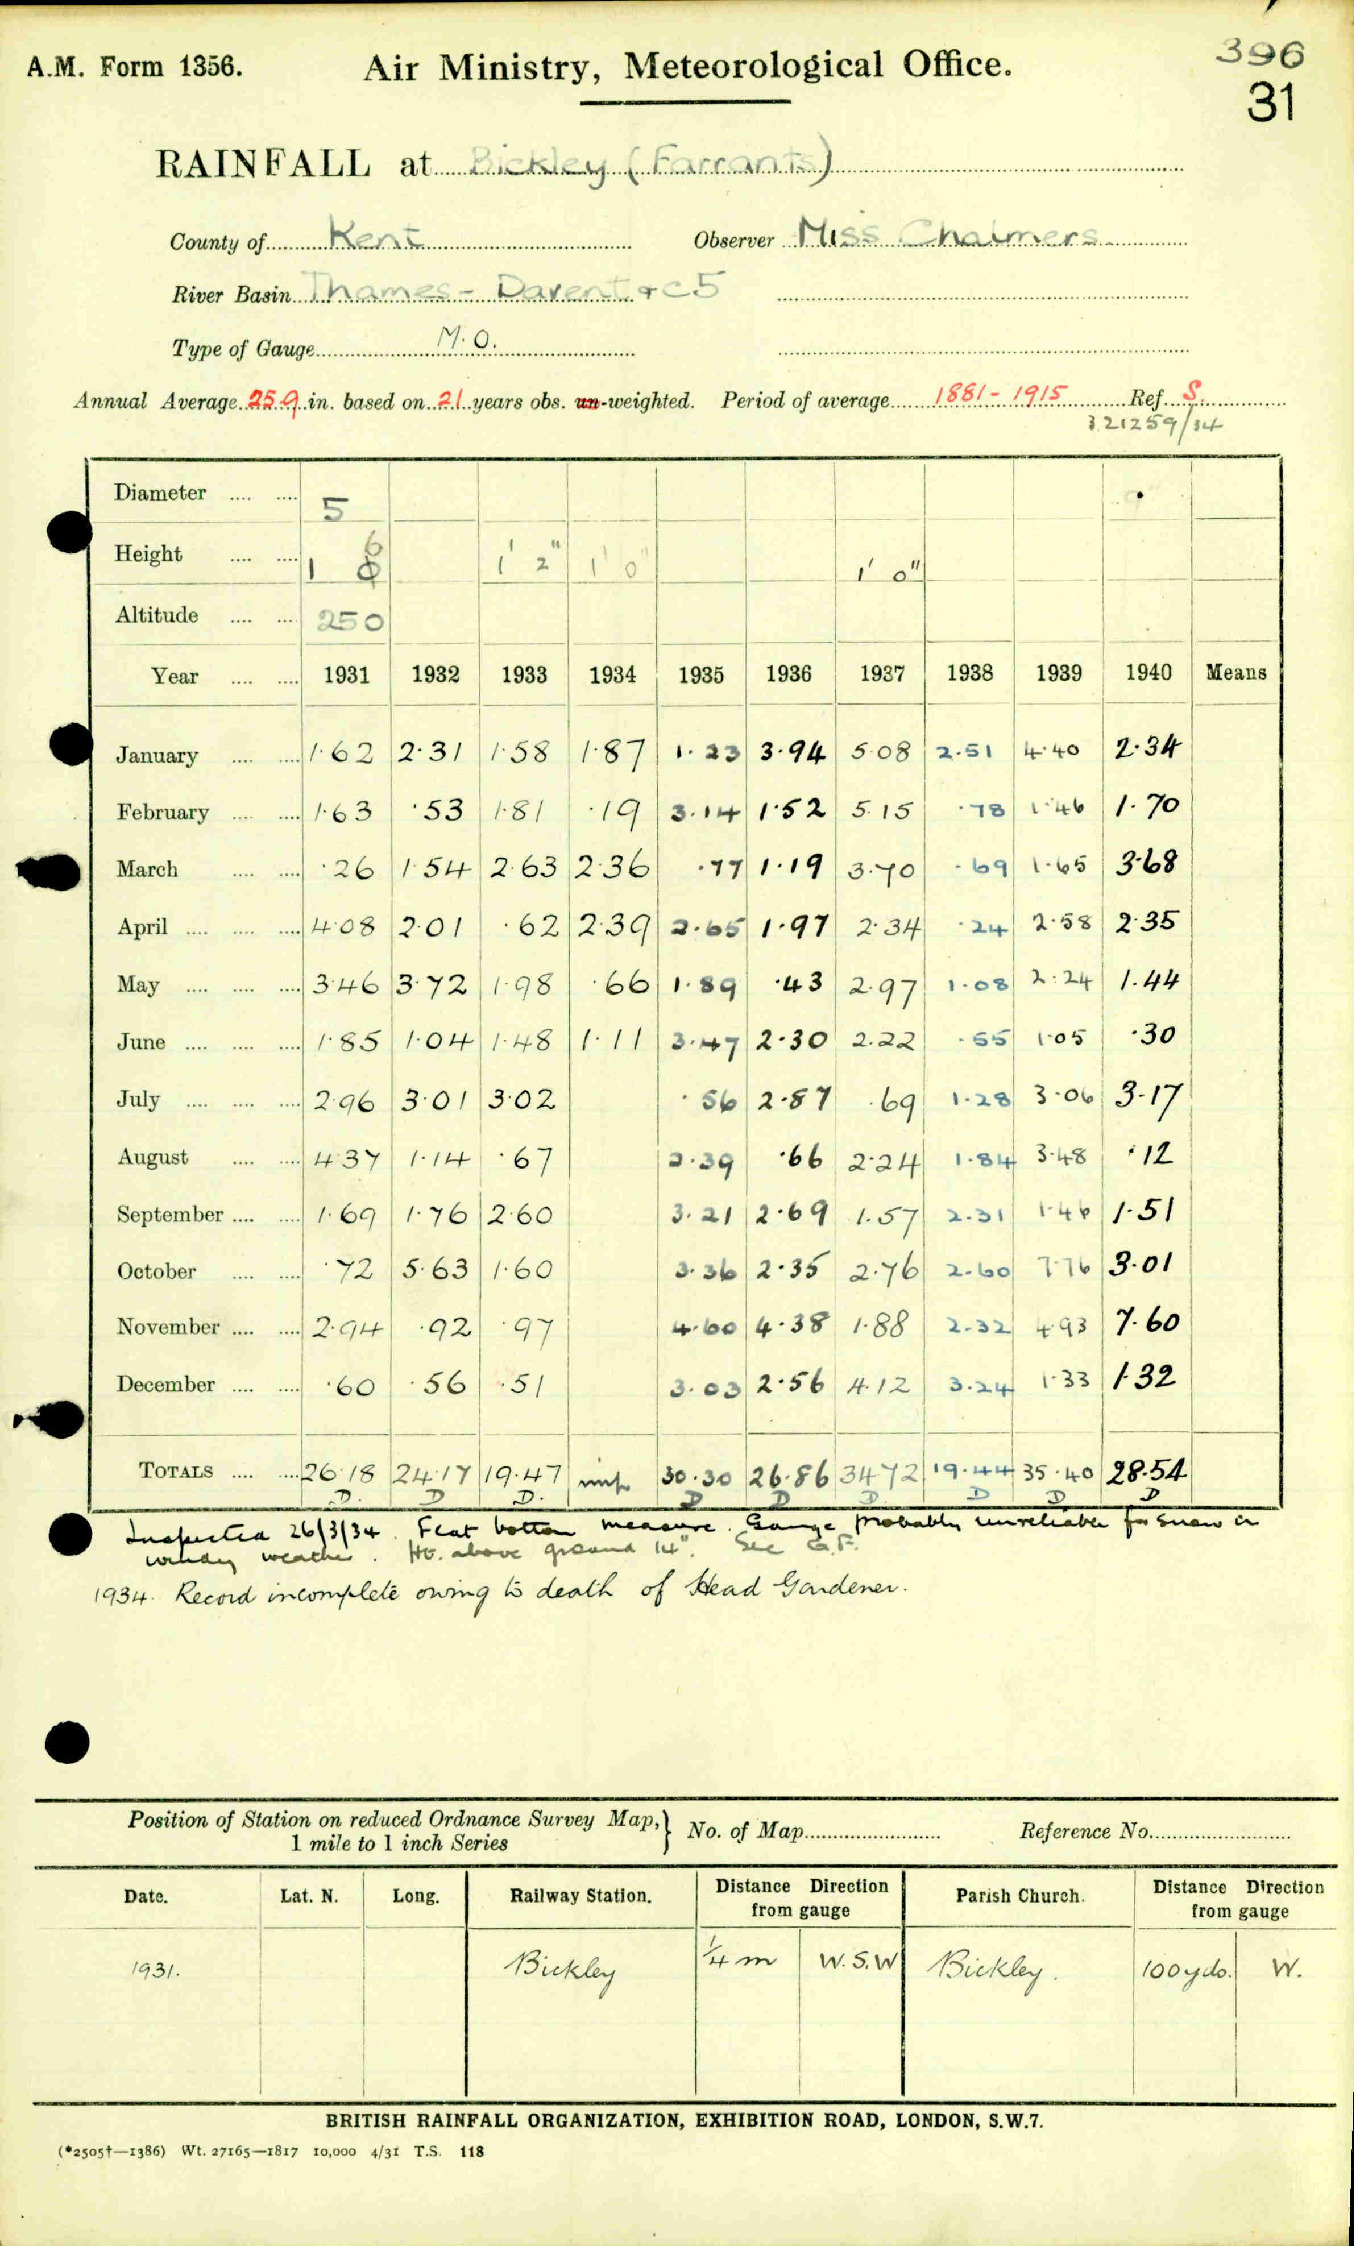 A.M. Form 1356.
Air Ministry, Meteorological Office.
396
31
RAINFALL at Bickley (Farrants)
County of Kent Observer Miss Chalmers
River Basin Thames - Darent &c 5
Type of Gauge M.O.
Annual Average 25.9 in. based on 21 years obs. un-weighted. Period of average 1881 - 1915 Ref. S.
321259/34
Diameter .... .... 5
Height .... .... 1 6 1' 2" 1' 0" 1' 0"
Altitude .... .... 250
Year .... .... 1931 1932 1933 1934 1935 1936 1937 1938 1939 1940 Means
January .... .... 1.62 2.31 1.58 1.87 1.23 3.94 5.08 2.51 4.40 2.34
February .... .... 1.63 .53 1.81 .19 3.14 1.52 5.15 .78 1.46 1.70
March .... .... .26 1.54 2.63 2.36 .77 1.19 3.70 .69 1.65 3.68
April .... .... .... 4.08 2.01 .62 2.39 2.65 1.97 2.34 .24 2.58 2.35
May .... .... .... 3.46 3.72 1.98 .66 1.89 .43 2.97 1.08 2.24 1.44
June .... .... .... 1.85 1.04 1.48 1.11 3.47 2.30 2.22 .55 1.05 .30
July .... .... .... 2.96 3.01 3.02 .56 2.87 .69 1.28 3.06 3.17
August .... .... 4.37 1.14 .67 2.39 .66 2.24 1.84 3.48 .12
September .... .... 1.69 1.76 2.60 3.21 2.69 1.57 2.31 1.46 1.51
October .... .... .72 5.63 1.60 3.36 2.35 2.76 2.60 7.76 3.01
November .... .... 2.94 .92 .97 4.60 4.38 1.88 2.32 4.93 7.60
December .... .... .60 .56 .51 3.03 2.56 4.12 3.24 1.33 1.32
TOTALS .... .... 26.18 24.17 19.47 30.30 26.86 34.72 19.44 35.40 28.54
D. D D. D D D D D D
Inspected 26/3/34. Flat bottom measure. Gauge probably unreliable for snow or
windy weather. Ht. above ground 14". See G.F.
1934. Record incomplete owing to death of Head Gardener.
Position of Station on reduced Ordnance Survey Map, } No. of Map Reference No.
1 mile to 1 inch Series
Date. Lat. N. Long. Railway Station. Distance Direction from gauge Parish Church. Distance Direction from gauge
1931. Bickley 1/4 m W.S.W Bickley. 100 yds. W.
BRITISH RAINFALL ORGANIZATION, EXHIBITION ROAD, LONDON, S.W.7.
(*2505†—1386) Wt. 27165—1817 10,000 4/31 T.S. 118